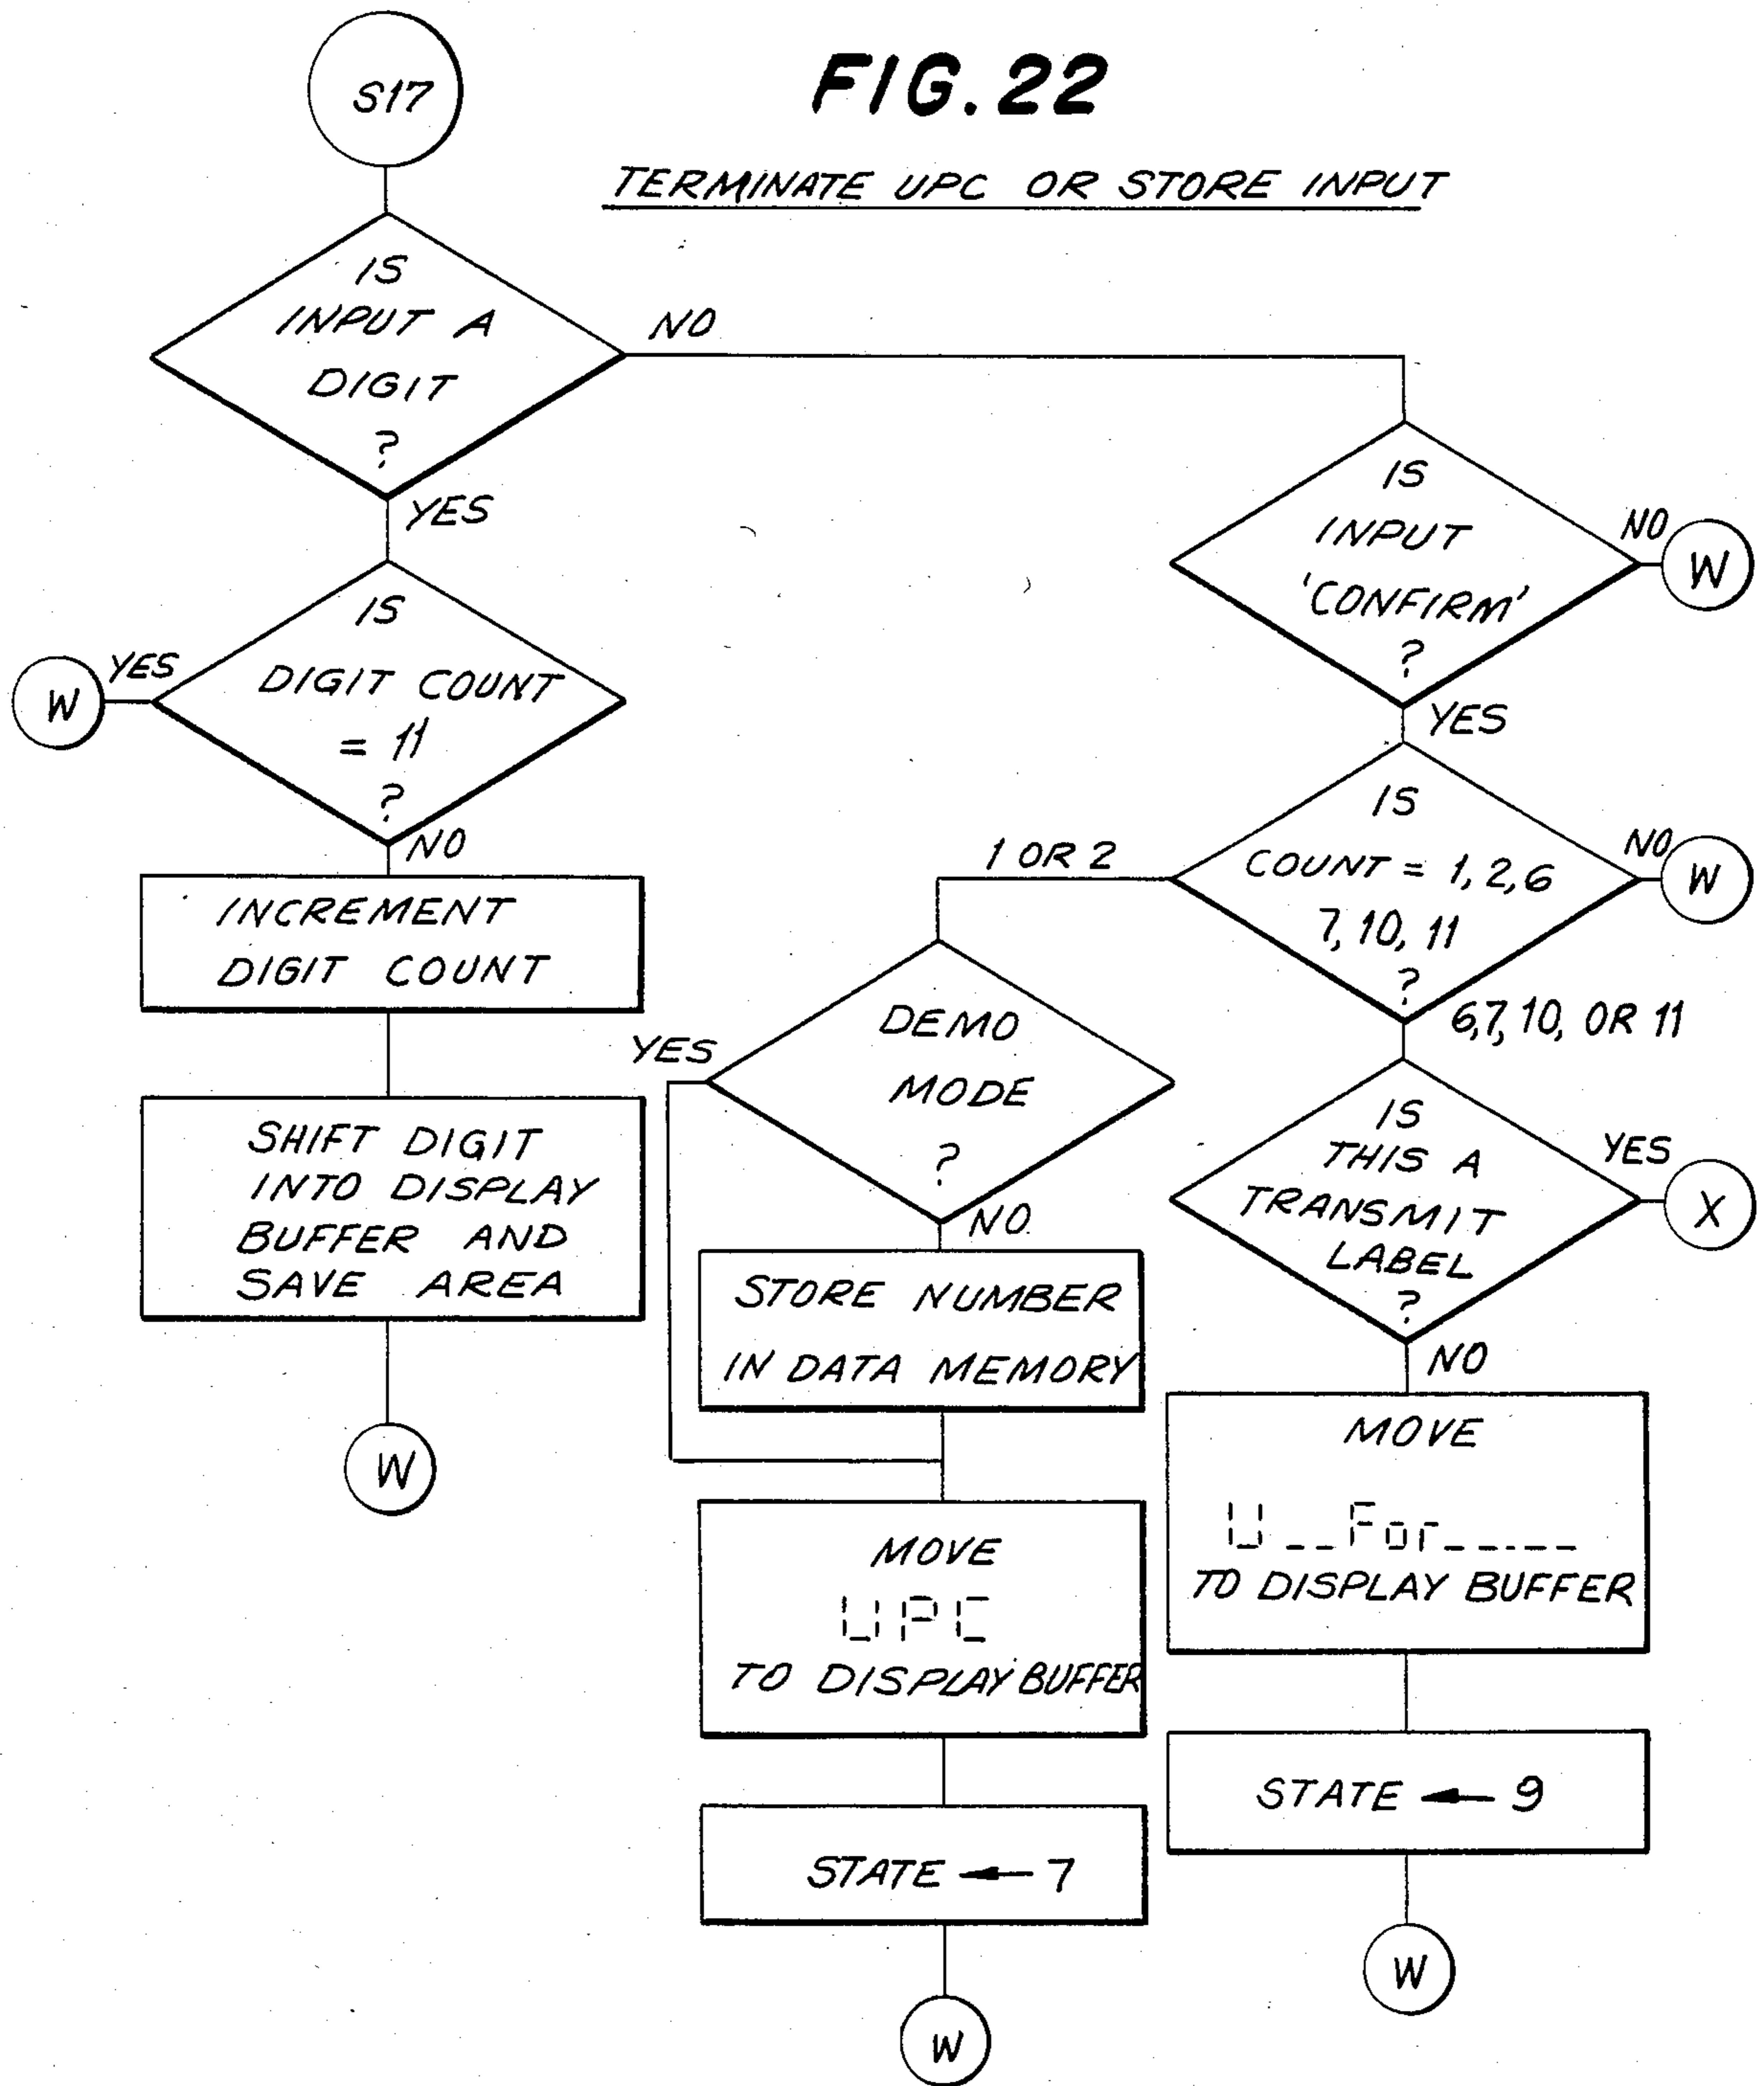 FIG. 22
TERMINATE UPC OR STORE INPUT
S17
IS
INPUT A
DIGIT
?
NO
YES
IS
DIGIT COUNT
= 11
?
YES
W
NO
INCREMENT
DIGIT COUNT
SHIFT DIGIT
INTO DISPLAY
BUFFER AND
SAVE AREA
W
IS
INPUT
'CONFIRM'
?
NO
W
YES
IS
COUNT = 1, 2, 6
7, 10, 11
?
NO
W
1 OR 2
6, 7, 10, OR 11
DEMO
MODE
?
YES
NO
STORE NUMBER
IN DATA MEMORY
MOVE
UPC
TO DISPLAY BUFFER
STATE ← 7
W
IS
THIS A
TRANSMIT
LABEL
?
YES
X
NO
MOVE
U__For__.__
TO DISPLAY BUFFER
STATE ← 9
W